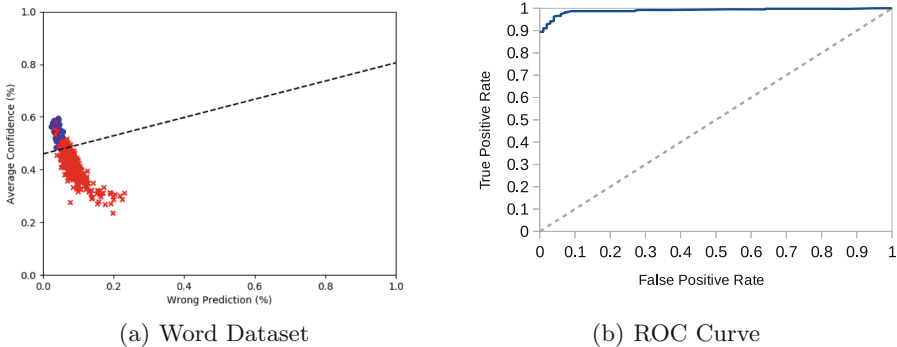 1.0
0.8
0.6
0.4
0.2
0.0
Average Confidence (%)
0.0 0.2 0.4 0.6 0.8 1.0
Wrong Prediction (%)
(a) Word Dataset
1
0.9
0.8
0.7
0.6
0.5
0.4
0.3
0.2
0.1
0
True Positive Rate
0 0.1 0.2 0.3 0.4 0.5 0.6 0.7 0.8 0.9 1
False Positive Rate
(b) ROC Curve